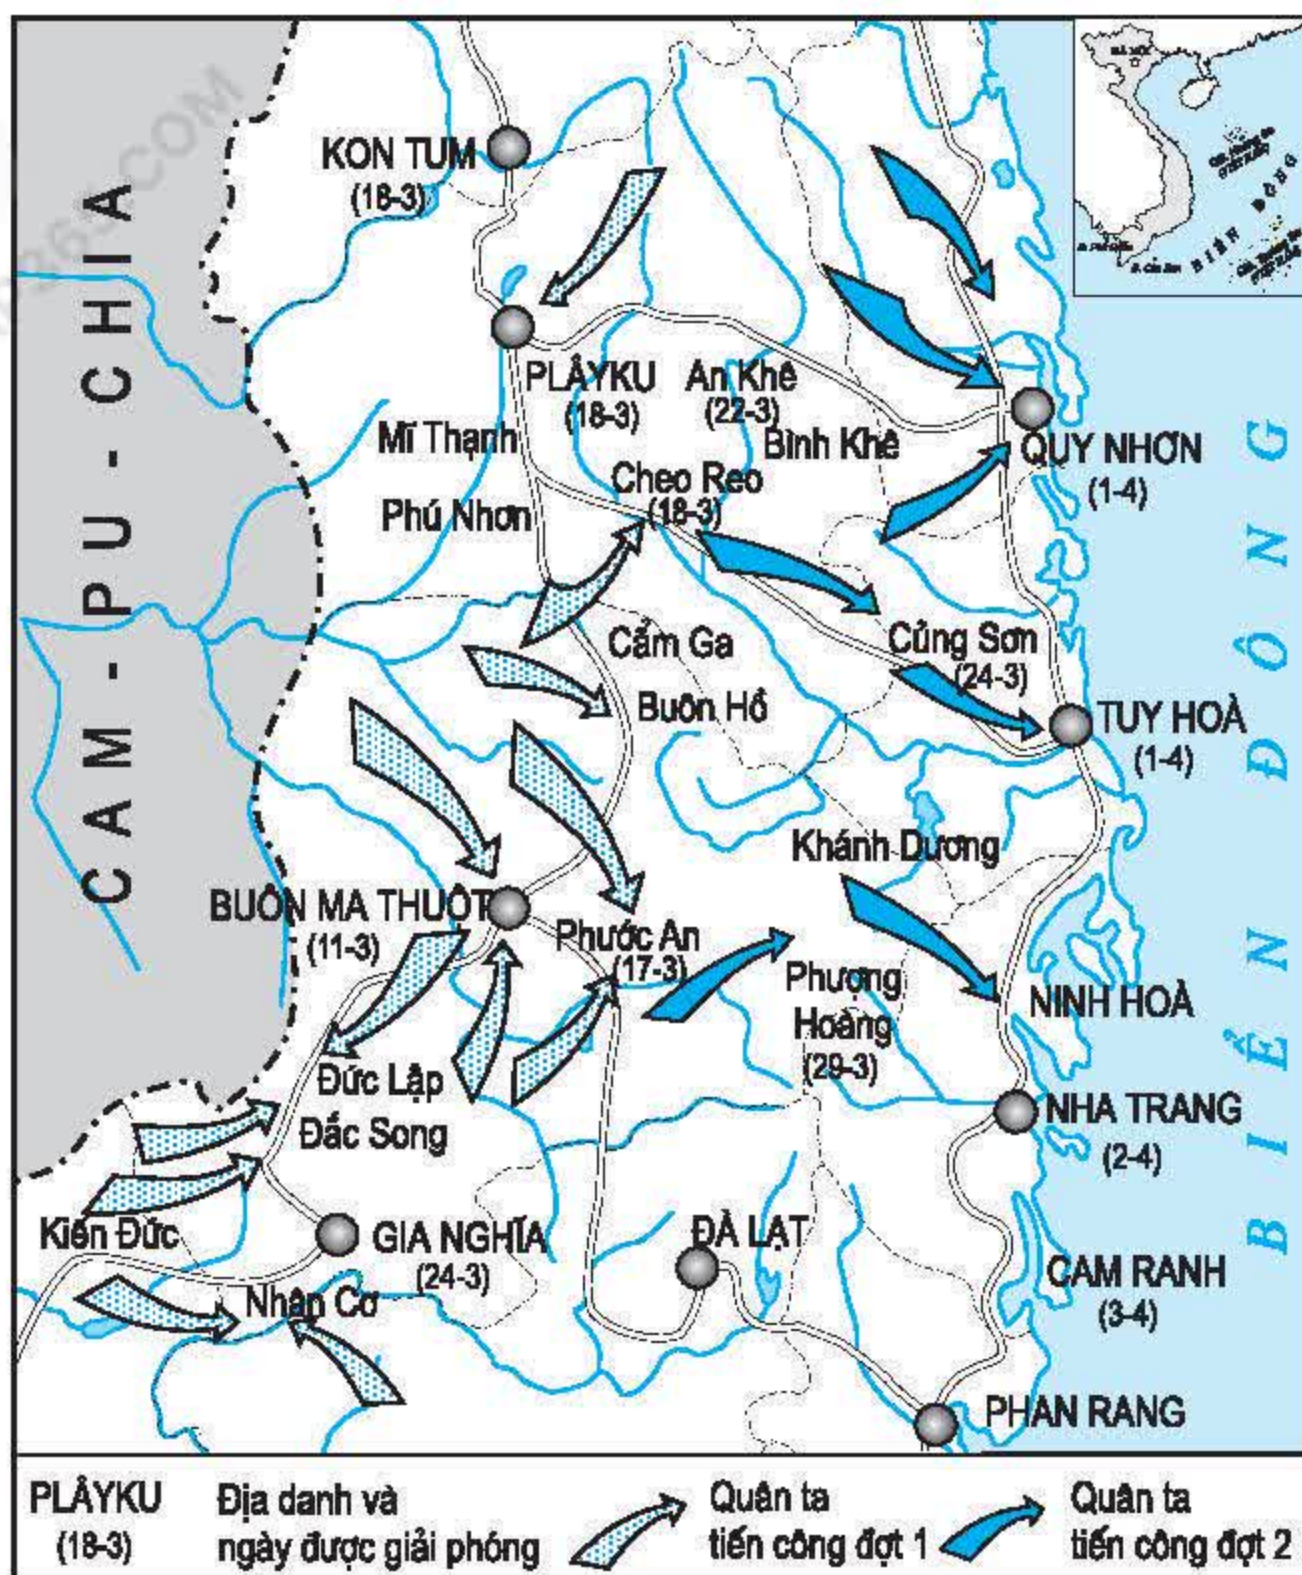 KON TUM
(18-3)
HÀ NỘI
BIỂN ĐÔNG
CAM-PU-CHIA
PLÂYKU
(18-3)
An Khê
(22-3)
Mĩ Thạnh
Bình Khê
QUY NHƠN
(1-4)
Cheo Reo
(18-3)
Phú Nhơn
Cẩm Ga
Củng Sơn
(24-3)
Buôn Hồ
TUY HOÀ
(1-4)
BIỂN ĐÔNG
Khánh Dương
BUÔN MA THUỘT
(11-3)
Phước An
(17-3)
Phượng
Hoàng
(29-3)
NINH HOÀ
Đức Lập
Đắc Song
NHA TRANG
(2-4)
Kiến Đức
GIA NGHĨA
(24-3)
ĐÀ LẠT
CAM RANH
(3-4)
Nhân Cơ
PHAN RANG
PLÂYKU
(18-3)
Địa danh và
ngày được giải phóng
Quân ta
tiến công đợt 1
Quân ta
tiến công đợt 2